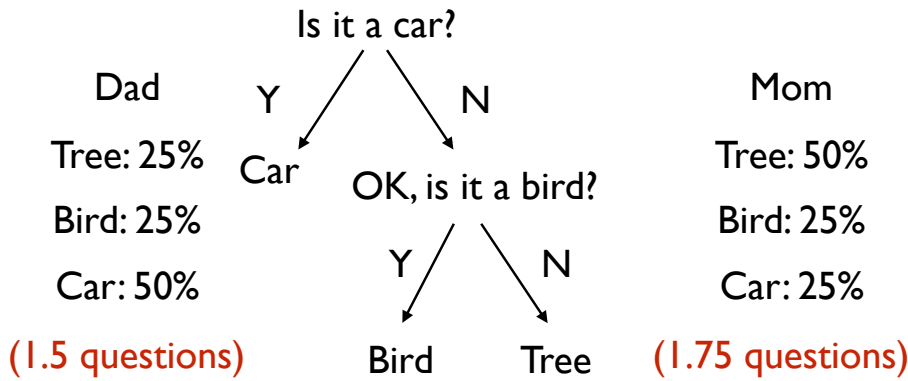 Is it a car?
Dad
Y
N
Mom
Tree: 25%
Car
Tree: 50%
OK, is it a bird?
Bird: 25%
Bird: 25%
Y
N
Car: 50%
Car: 25%
(1.5 questions)
Bird
Tree
(1.75 questions)